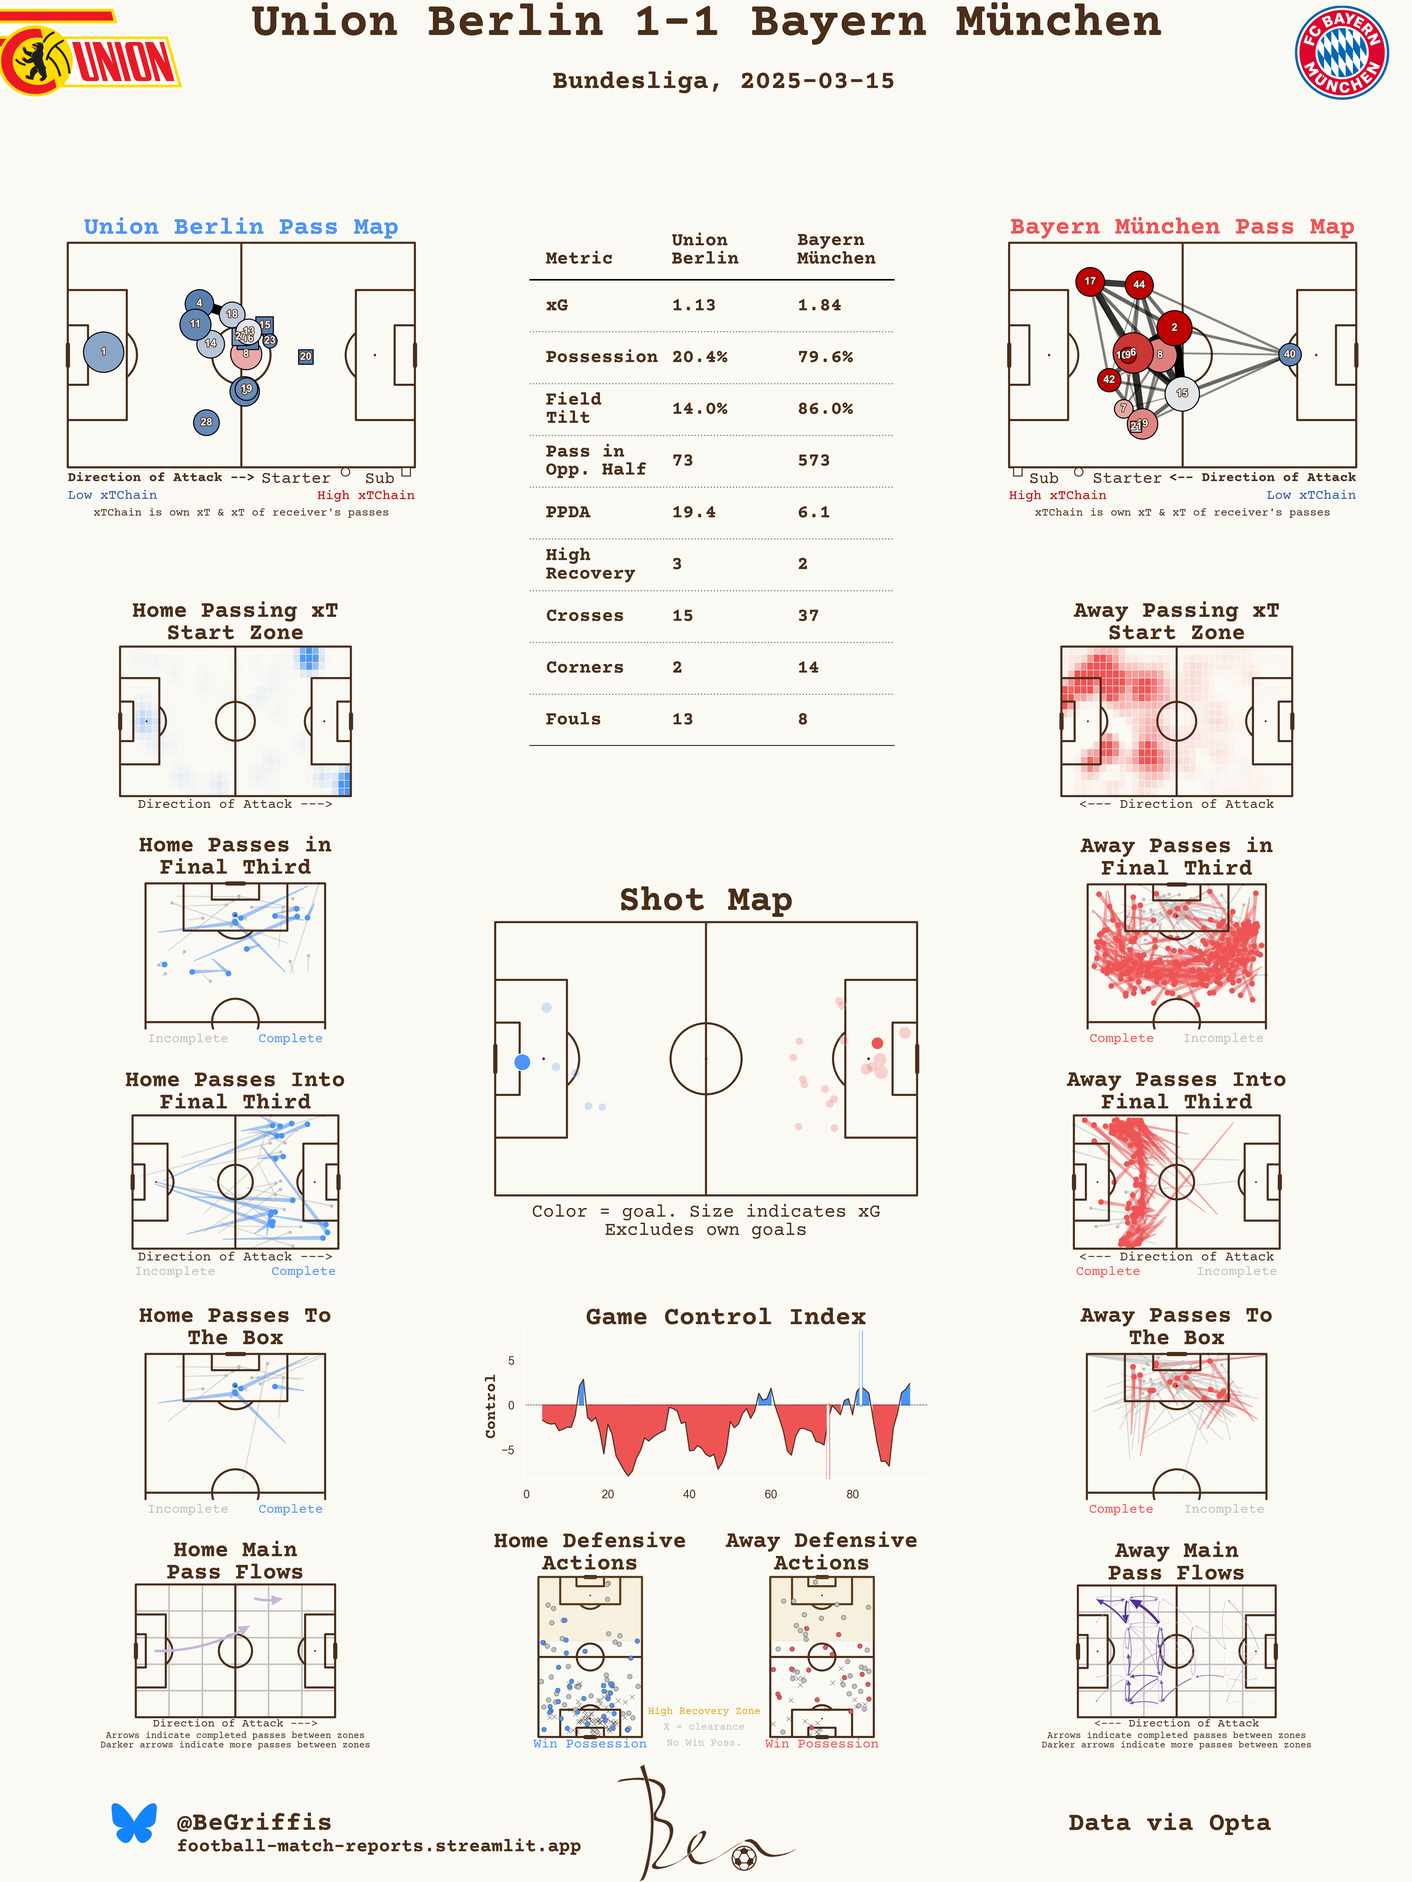 Union Berlin 1-1 Bayern München
Bundesliga, 2025-03-15
UNION
FC BAYERN
MÜNCHEN
Union Berlin Pass Map
4
18
11
14
13
15
23
1
8
20
19
28
Direction of Attack --> Starter Sub
Low xTChain High xTChain
xTChain is own xT & xT of receiver's passes
Metric Union Berlin Bayern München
xG 1.13 1.84
Possession 20.4% 79.6%
Field Tilt 14.0% 86.0%
Pass in Opp. Half 73 573
PPDA 19.4 6.1
High Recovery 3 2
Crosses 15 37
Corners 2 14
Fouls 13 8
Bayern München Pass Map
17
44
2
6
8
40
42
15
7
21
Sub Starter <-- Direction of Attack
High xTChain Low xTChain
xTChain is own xT & xT of receiver's passes
Home Passing xT
Start Zone
Direction of Attack --->
Away Passing xT
Start Zone
<--- Direction of Attack
Home Passes in
Final Third
Incomplete Complete
Away Passes in
Final Third
Complete Incomplete
Shot Map
Color = goal. Size indicates xG
Excludes own goals
Home Passes Into
Final Third
Direction of Attack --->
Incomplete Complete
Away Passes Into
Final Third
<--- Direction of Attack
Complete Incomplete
Home Passes To
The Box
Incomplete Complete
Game Control Index
Control
5
0
−5
0 20 40 60 80
Away Passes To
The Box
Complete Incomplete
Home Main
Pass Flows
Direction of Attack --->
Arrows indicate completed passes between zones
Darker arrows indicate more passes between zones
Home Defensive
Actions
Win Possession
High Recovery Zone
X = clearance
No Win Poss.
Away Defensive
Actions
Win Possession
Away Main
Pass Flows
<--- Direction of Attack
Arrows indicate completed passes between zones
Darker arrows indicate more passes between zones
@BeGriffis
football-match-reports.streamlit.app
Ben
Data via Opta